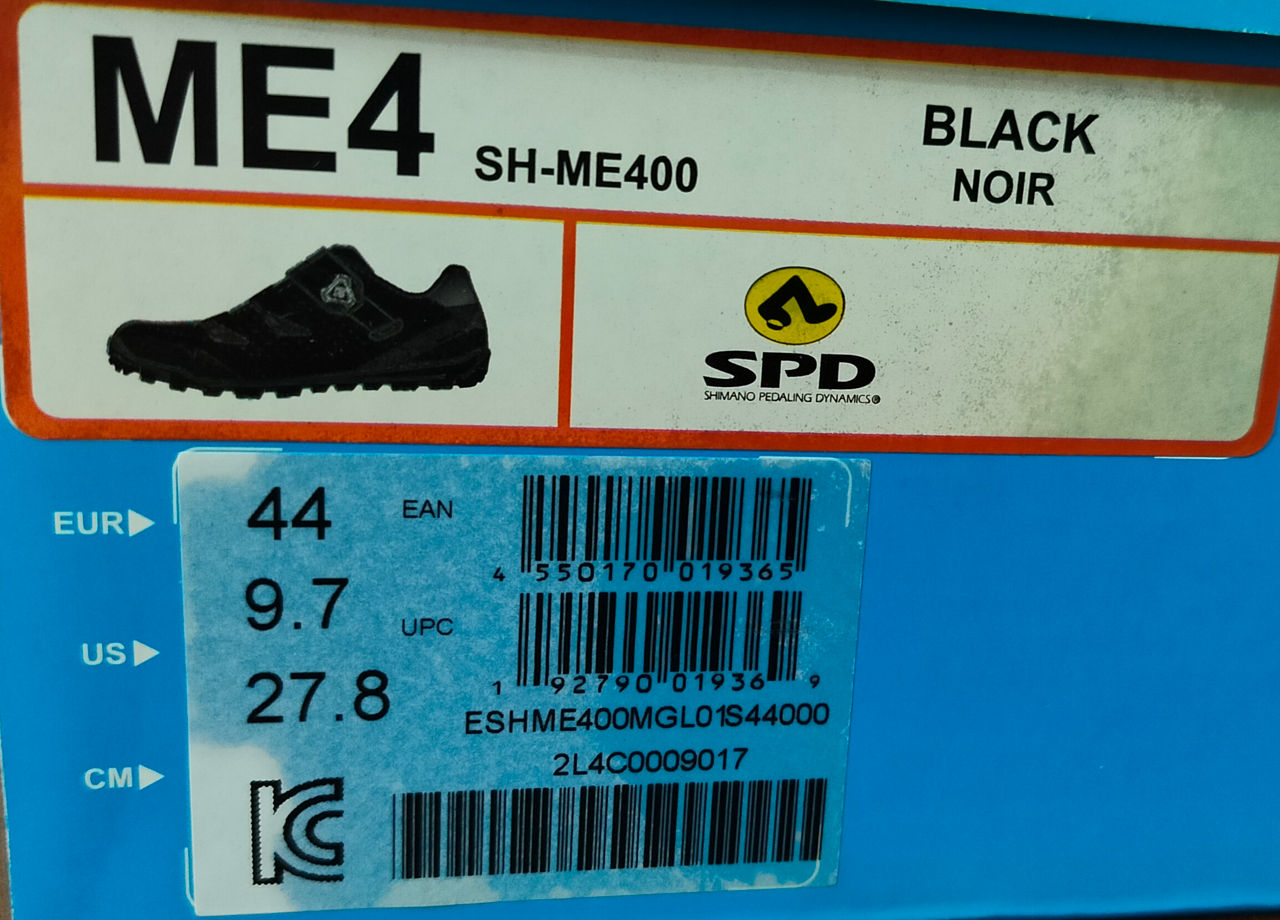 ME4 SH-ME400
BLACK
NOIR
SPD
SHIMANO PEDALING DYNAMICS®
EUR▶ 44
US▶ 9.7
CM▶ 27.8
EAN
4 550170 019365
UPC
1 92790 01936 9
ESHME400MGL01S44000
2L4C0009017
KC